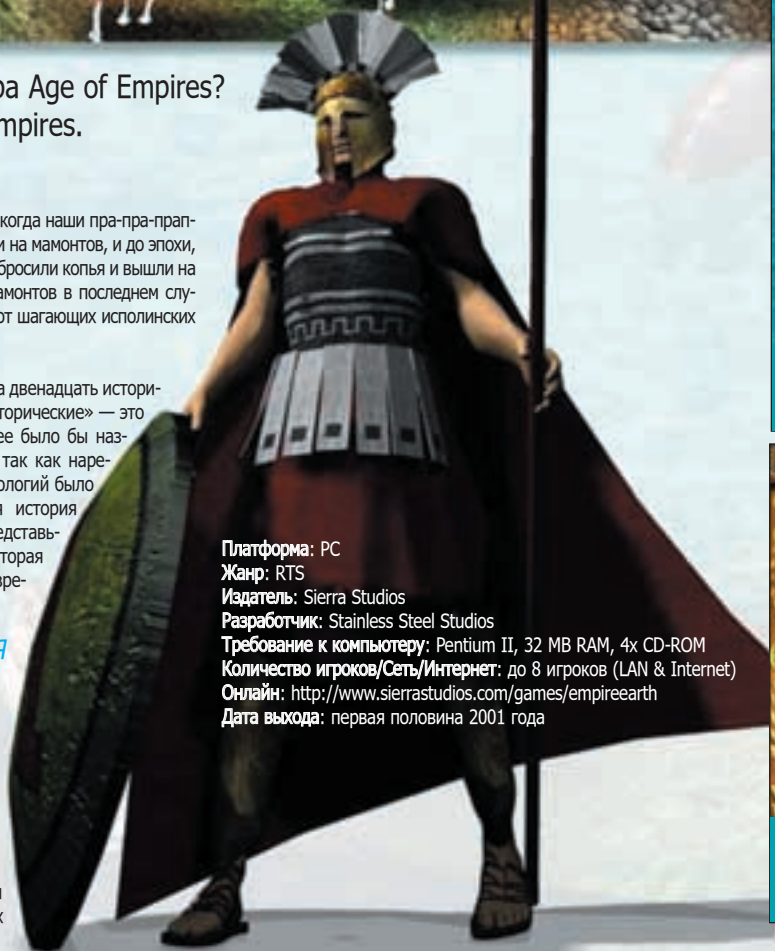 ра Age of Empires?
mpires.
когда наши пра-пра-прап-
и на мамонтов, и до эпохи,
бросили копья и вышли на
амонтов в последнем слу-
от шагающих исполинских
а двенадцать истори-
торические» — это
ее было бы наз-
так как наре-
ологий было
я история
едставь-
торая
вре-
Я
Платформа: PC
Жанр: RTS
Издатель: Sierra Studios
Разработчик: Stainless Steel Studios
Требование к компьютеру: Pentium II, 32 MB RAM, 4x CD-ROM
Количество игроков/Сеть/Интернет: до 8 игроков (LAN & Internet)
Онлайн: http://www.sierrastudios.com/games/empireearth
Дата выхода: первая половина 2001 года
х